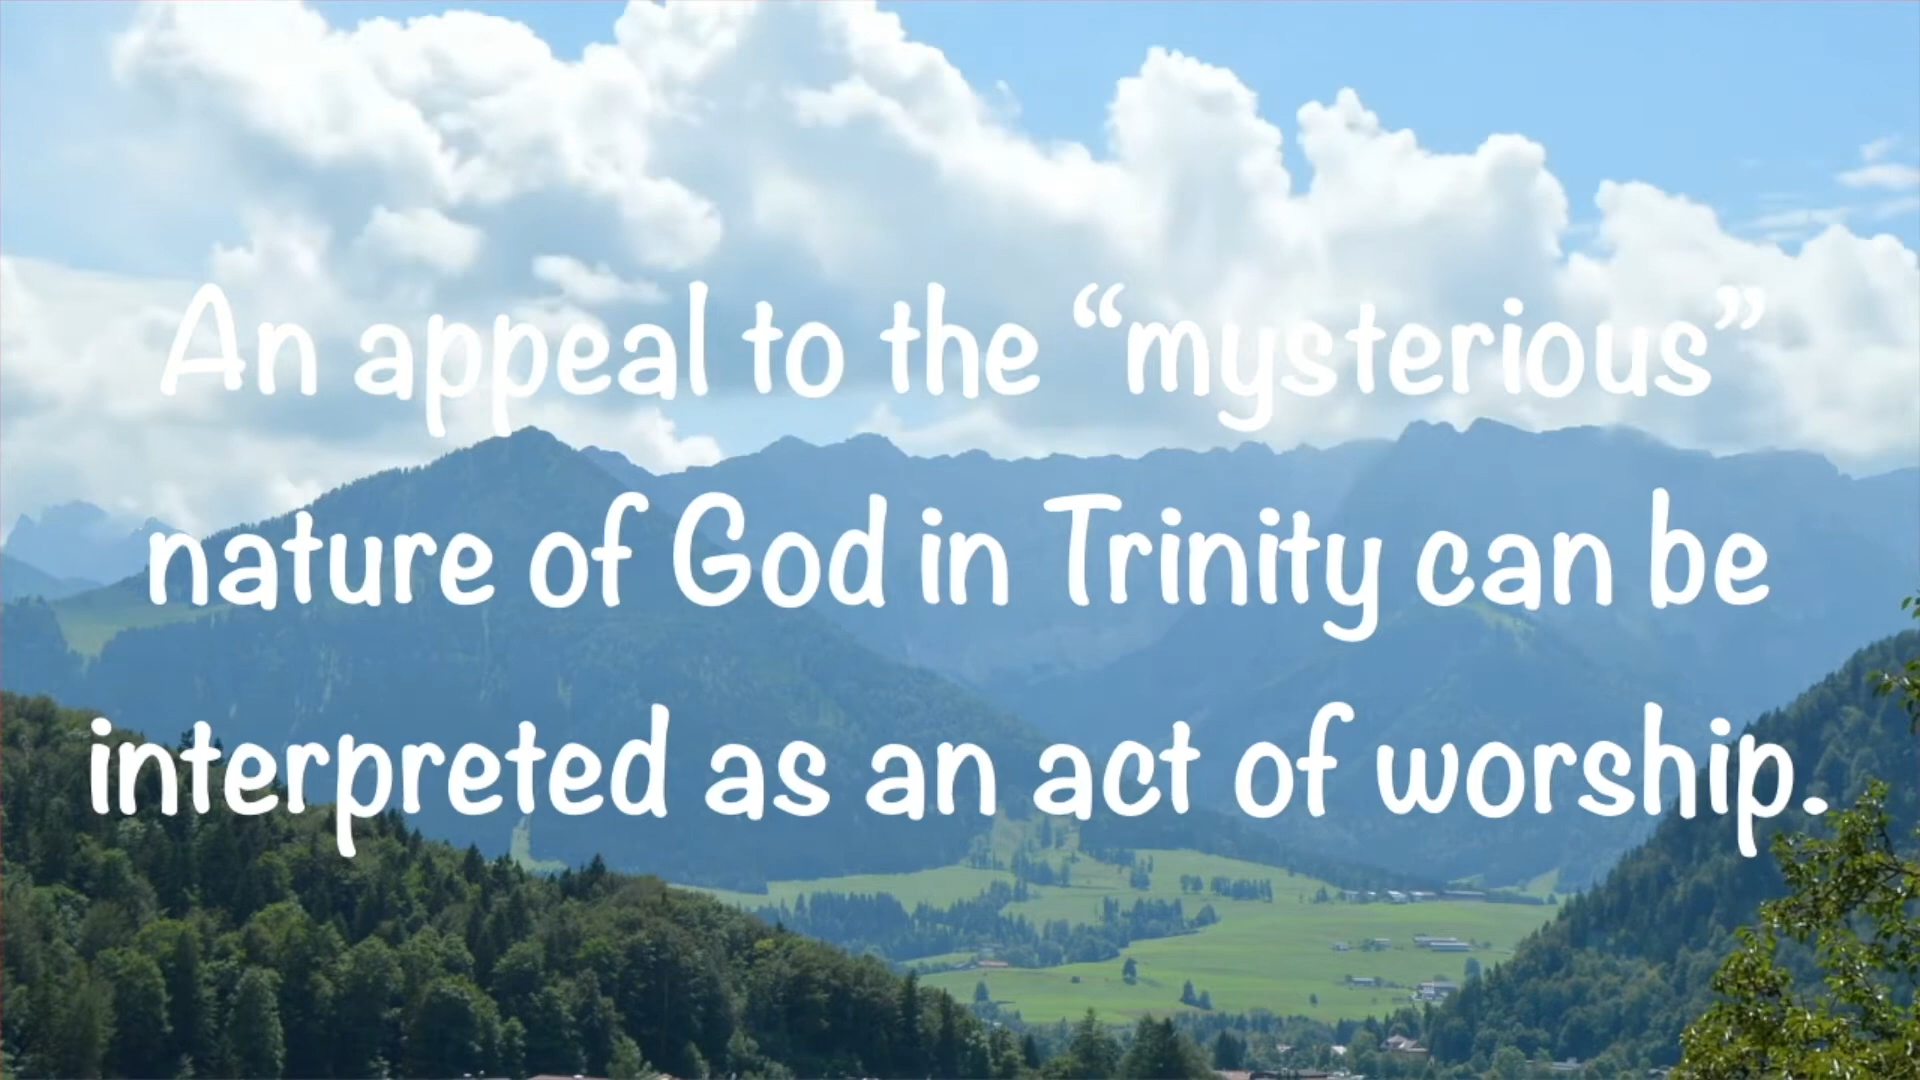 An appeal to the “mysterious”
nature of God in Trinity can be
interpreted as an act of worship.